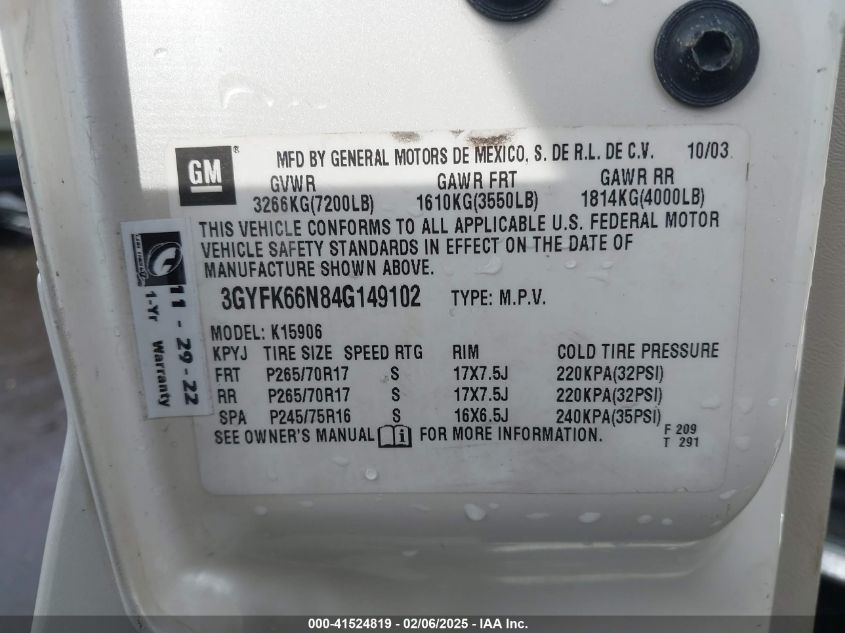 GM ®
MFD BY GENERAL MOTORS DE MEXICO, S. DE R.L. DE C.V. 10/03
GVWR GAWR FRT GAWR RR
3266KG(7200LB) 1610KG(3550LB) 1814KG(4000LB)
THIS VEHICLE CONFORMS TO ALL APPLICABLE U.S. FEDERAL MOTOR
VEHICLE SAFETY STANDARDS IN EFFECT ON THE DATE OF
MANUFACTURE SHOWN ABOVE.
3GYFK66N84G149102 TYPE: M.P.V.
MODEL: K15906
KPYJ TIRE SIZE SPEED RTG RIM COLD TIRE PRESSURE
FRT P265/70R17 S 17X7.5J 220KPA(32PSI)
RR P265/70R17 S 17X7.5J 220KPA(32PSI)
SPA P245/75R16 S 16X6.5J 240KPA(35PSI)
SEE OWNER'S MANUAL i FOR MORE INFORMATION.
F 209
T 291
11-29-22
1-Yr Warranty
000-41524819 - 02/06/2025 - IAA Inc.